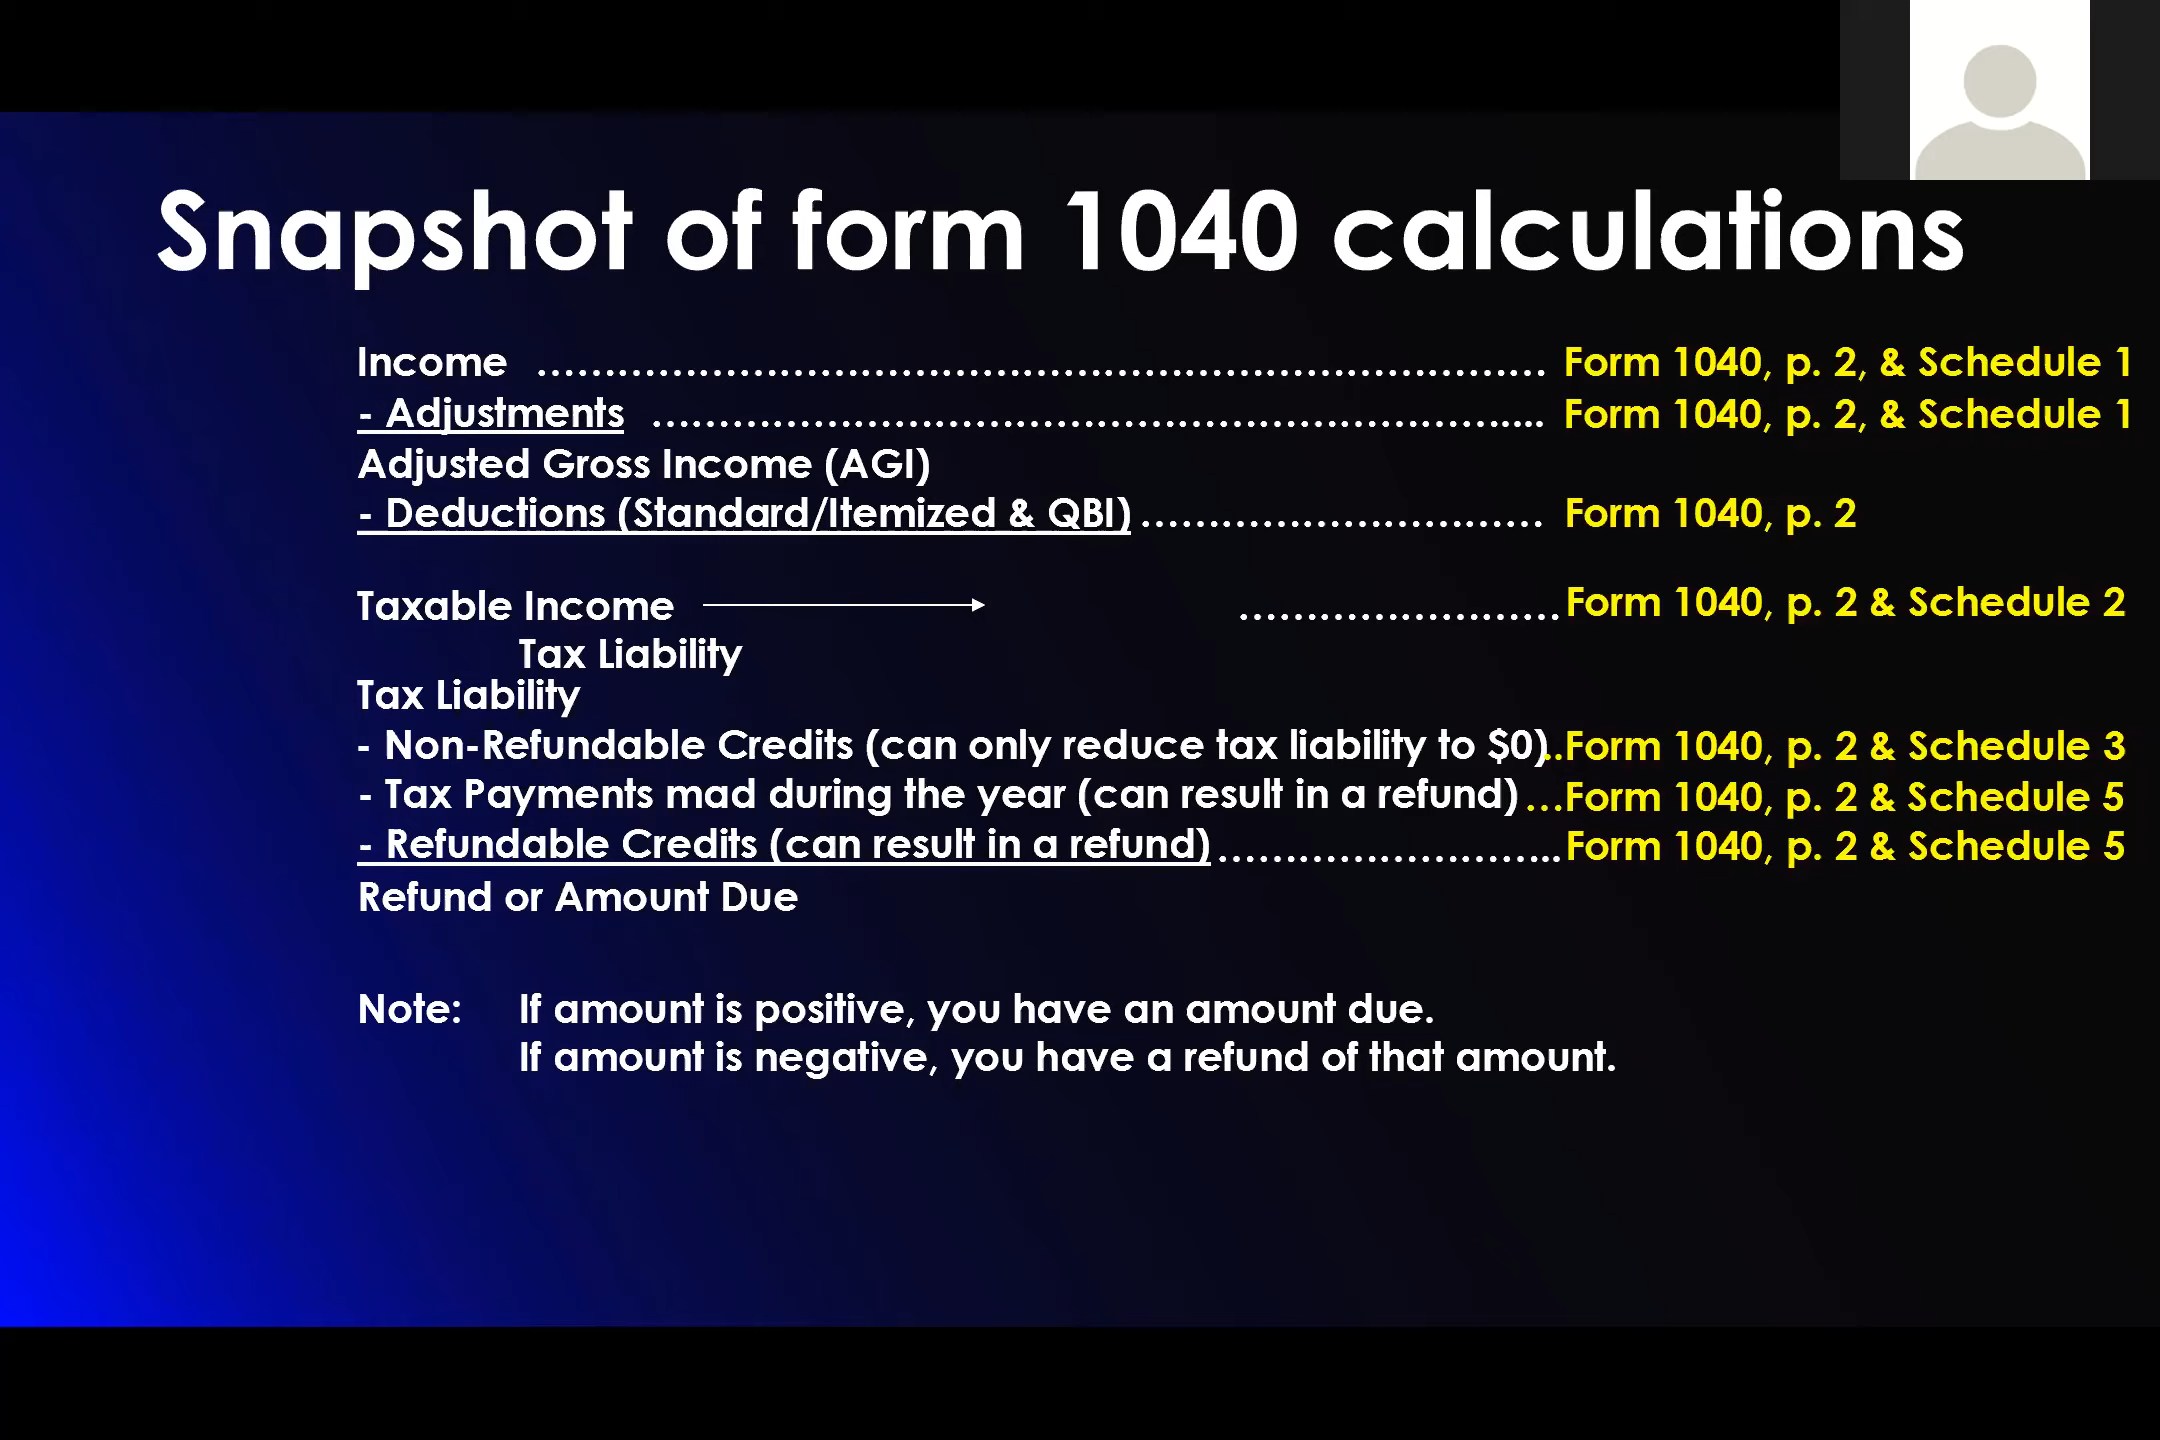 Snapshot of form 1040 calculations
Income ........................................................................... Form 1040, p. 2, & Schedule 1
- Adjustments .................................................................. Form 1040, p. 2, & Schedule 1
Adjusted Gross Income (AGI)
- Deductions (Standard/Itemized & QBI) .............................. Form 1040, p. 2
Taxable Income ........................Form 1040, p. 2 & Schedule 2
Tax Liability
Tax Liability
- Non-Refundable Credits (can only reduce tax liability to $0)..Form 1040, p. 2 & Schedule 3
- Tax Payments mad during the year (can result in a refund) ...Form 1040, p. 2 & Schedule 5
- Refundable Credits (can result in a refund)..........................Form 1040, p. 2 & Schedule 5
Refund or Amount Due
Note: If amount is positive, you have an amount due.
If amount is negative, you have a refund of that amount.